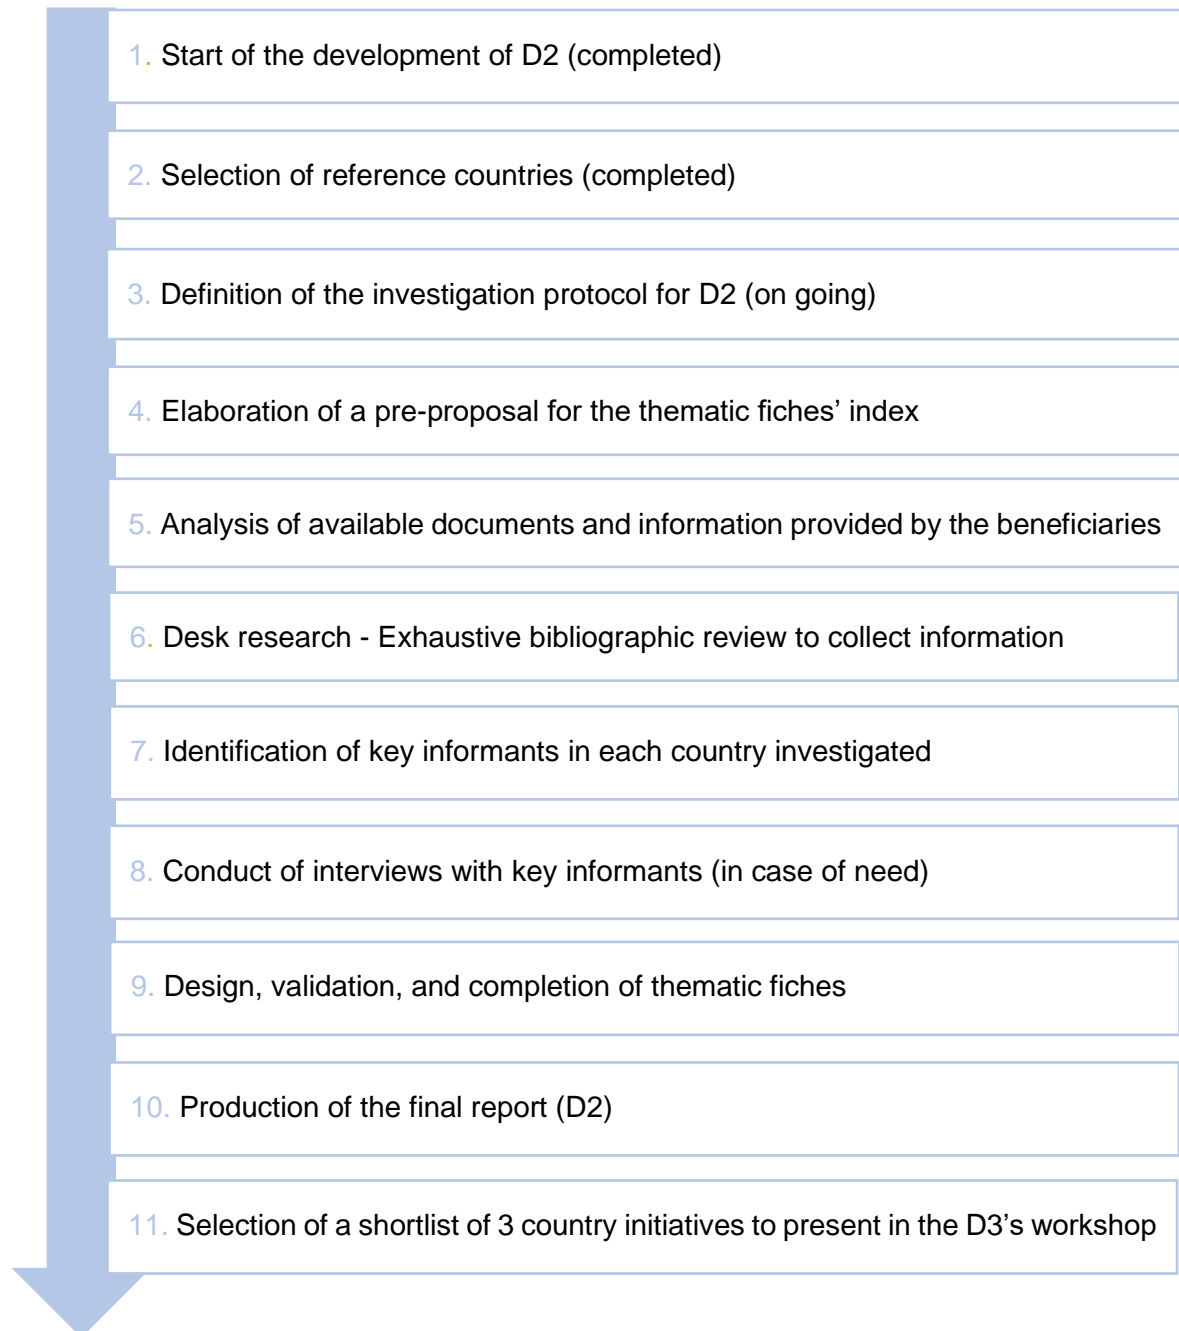 1. Start of the development of D2 (completed)
2. Selection of reference countries (completed)
3. Definition of the investigation protocol for D2 (on going)
4. Elaboration of a pre-proposal for the thematic fiches’ index
5. Analysis of available documents and information provided by the beneficiaries
6. Desk research - Exhaustive bibliographic review to collect information
7. Identification of key informants in each country investigated
8. Conduct of interviews with key informants (in case of need)
9. Design, validation, and completion of thematic fiches
10. Production of the final report (D2)
11. Selection of a shortlist of 3 country initiatives to present in the D3’s workshop